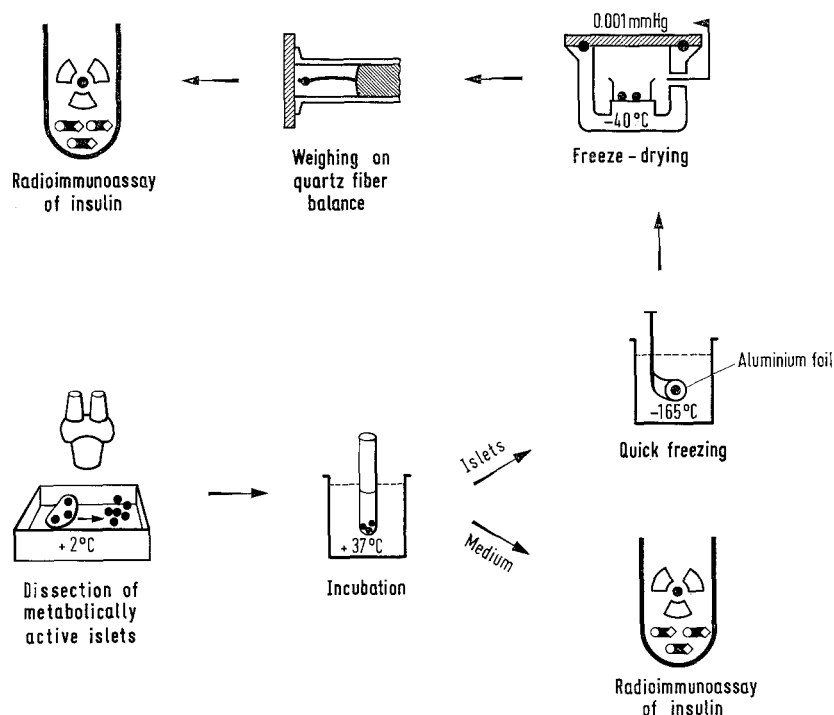 0.001 mmHg
-40°C
Freeze-drying
Weighing on
quartz fiber
balance
Radioimmunoassay
of insulin
Aluminium foil
-165°C
Quick freezing
Islets
Medium
+37°C
Incubation
+2°C
Dissection of
metabolically
active islets
Radioimmunoassay
of insulin